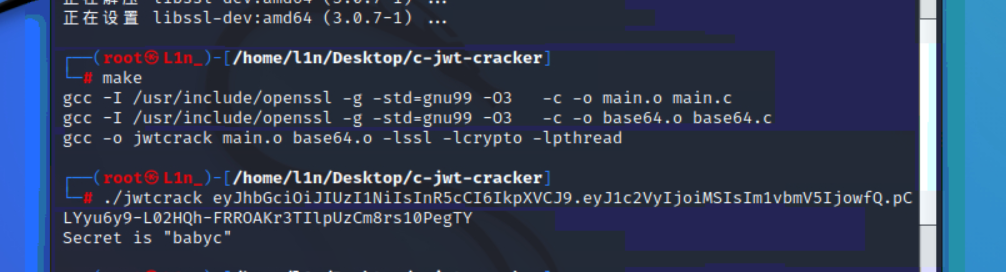 正在解压 libssl-dev:amd64 (3.0.7-1) ...
正在设置 libssl-dev:amd64 (3.0.7-1) ...
┌──(root㉿L1n_)-[/home/l1n/Desktop/c-jwt-cracker]
└─# make
gcc -I /usr/include/openssl -g -std=gnu99 -O3   -c -o main.o main.c
gcc -I /usr/include/openssl -g -std=gnu99 -O3   -c -o base64.o base64.c
gcc -o jwtcrack main.o base64.o -lssl -lcrypto -lpthread
┌──(root㉿L1n_)-[/home/l1n/Desktop/c-jwt-cracker]
└─# ./jwtcrack eyJhbGciOiJIUzI1NiIsInR5cCI6IkpXVCJ9.eyJ1c2VyIjoiMSIsIm1vbmV5IjowfQ.pC
LYyu6y9-L02HQh-FRROAKr3TIlpUzCm8rs10PegTY
Secret is "babyc"